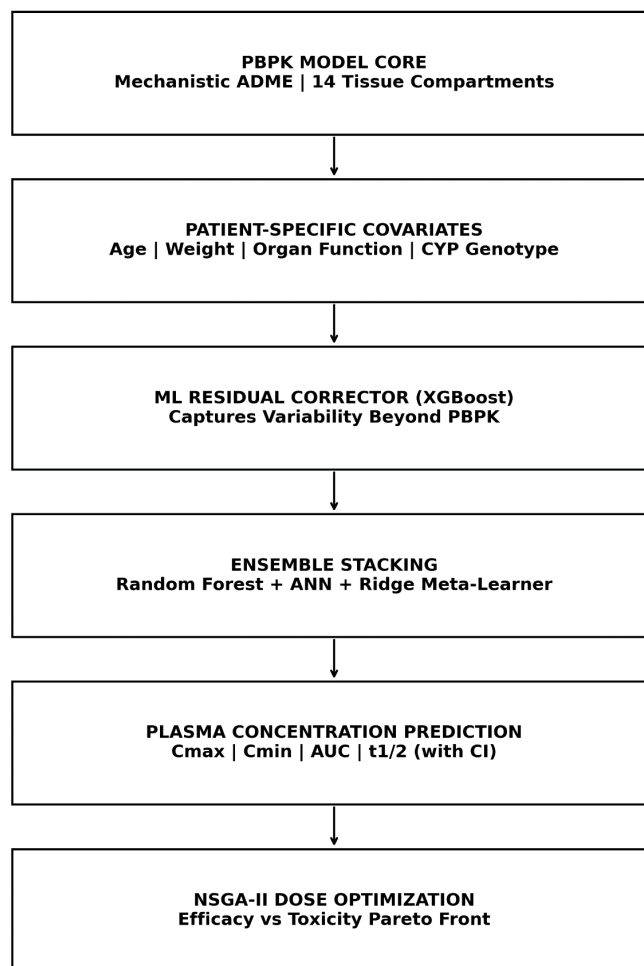 PBPK MODEL CORE
Mechanistic ADME | 14 Tissue Compartments
PATIENT-SPECIFIC COVARIATES
Age | Weight | Organ Function | CYP Genotype
ML RESIDUAL CORRECTOR (XGBoost)
Captures Variability Beyond PBPK
ENSEMBLE STACKING
Random Forest + ANN + Ridge Meta-Learner
PLASMA CONCENTRATION PREDICTION
Cmax | Cmin | AUC | t1/2 (with CI)
NSGA-II DOSE OPTIMIZATION
Efficacy vs Toxicity Pareto Front